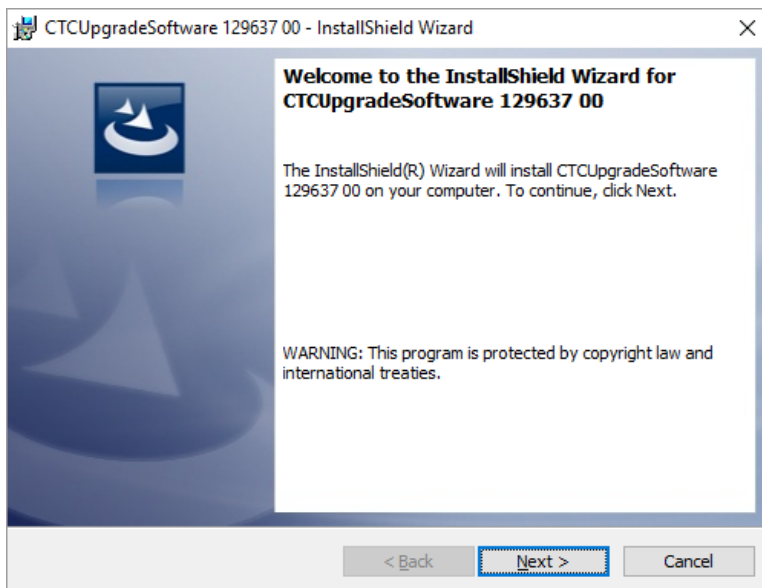 CTCUpgradeSoftware 129637 00 - InstallShield Wizard
Welcome to the InstallShield Wizard for
CTCUpgradeSoftware 129637 00
The InstallShield(R) Wizard will install CTCUpgradeSoftware
129637 00 on your computer. To continue, click Next.
WARNING: This program is protected by copyright law and
international treaties.
< Back
Next >
Cancel